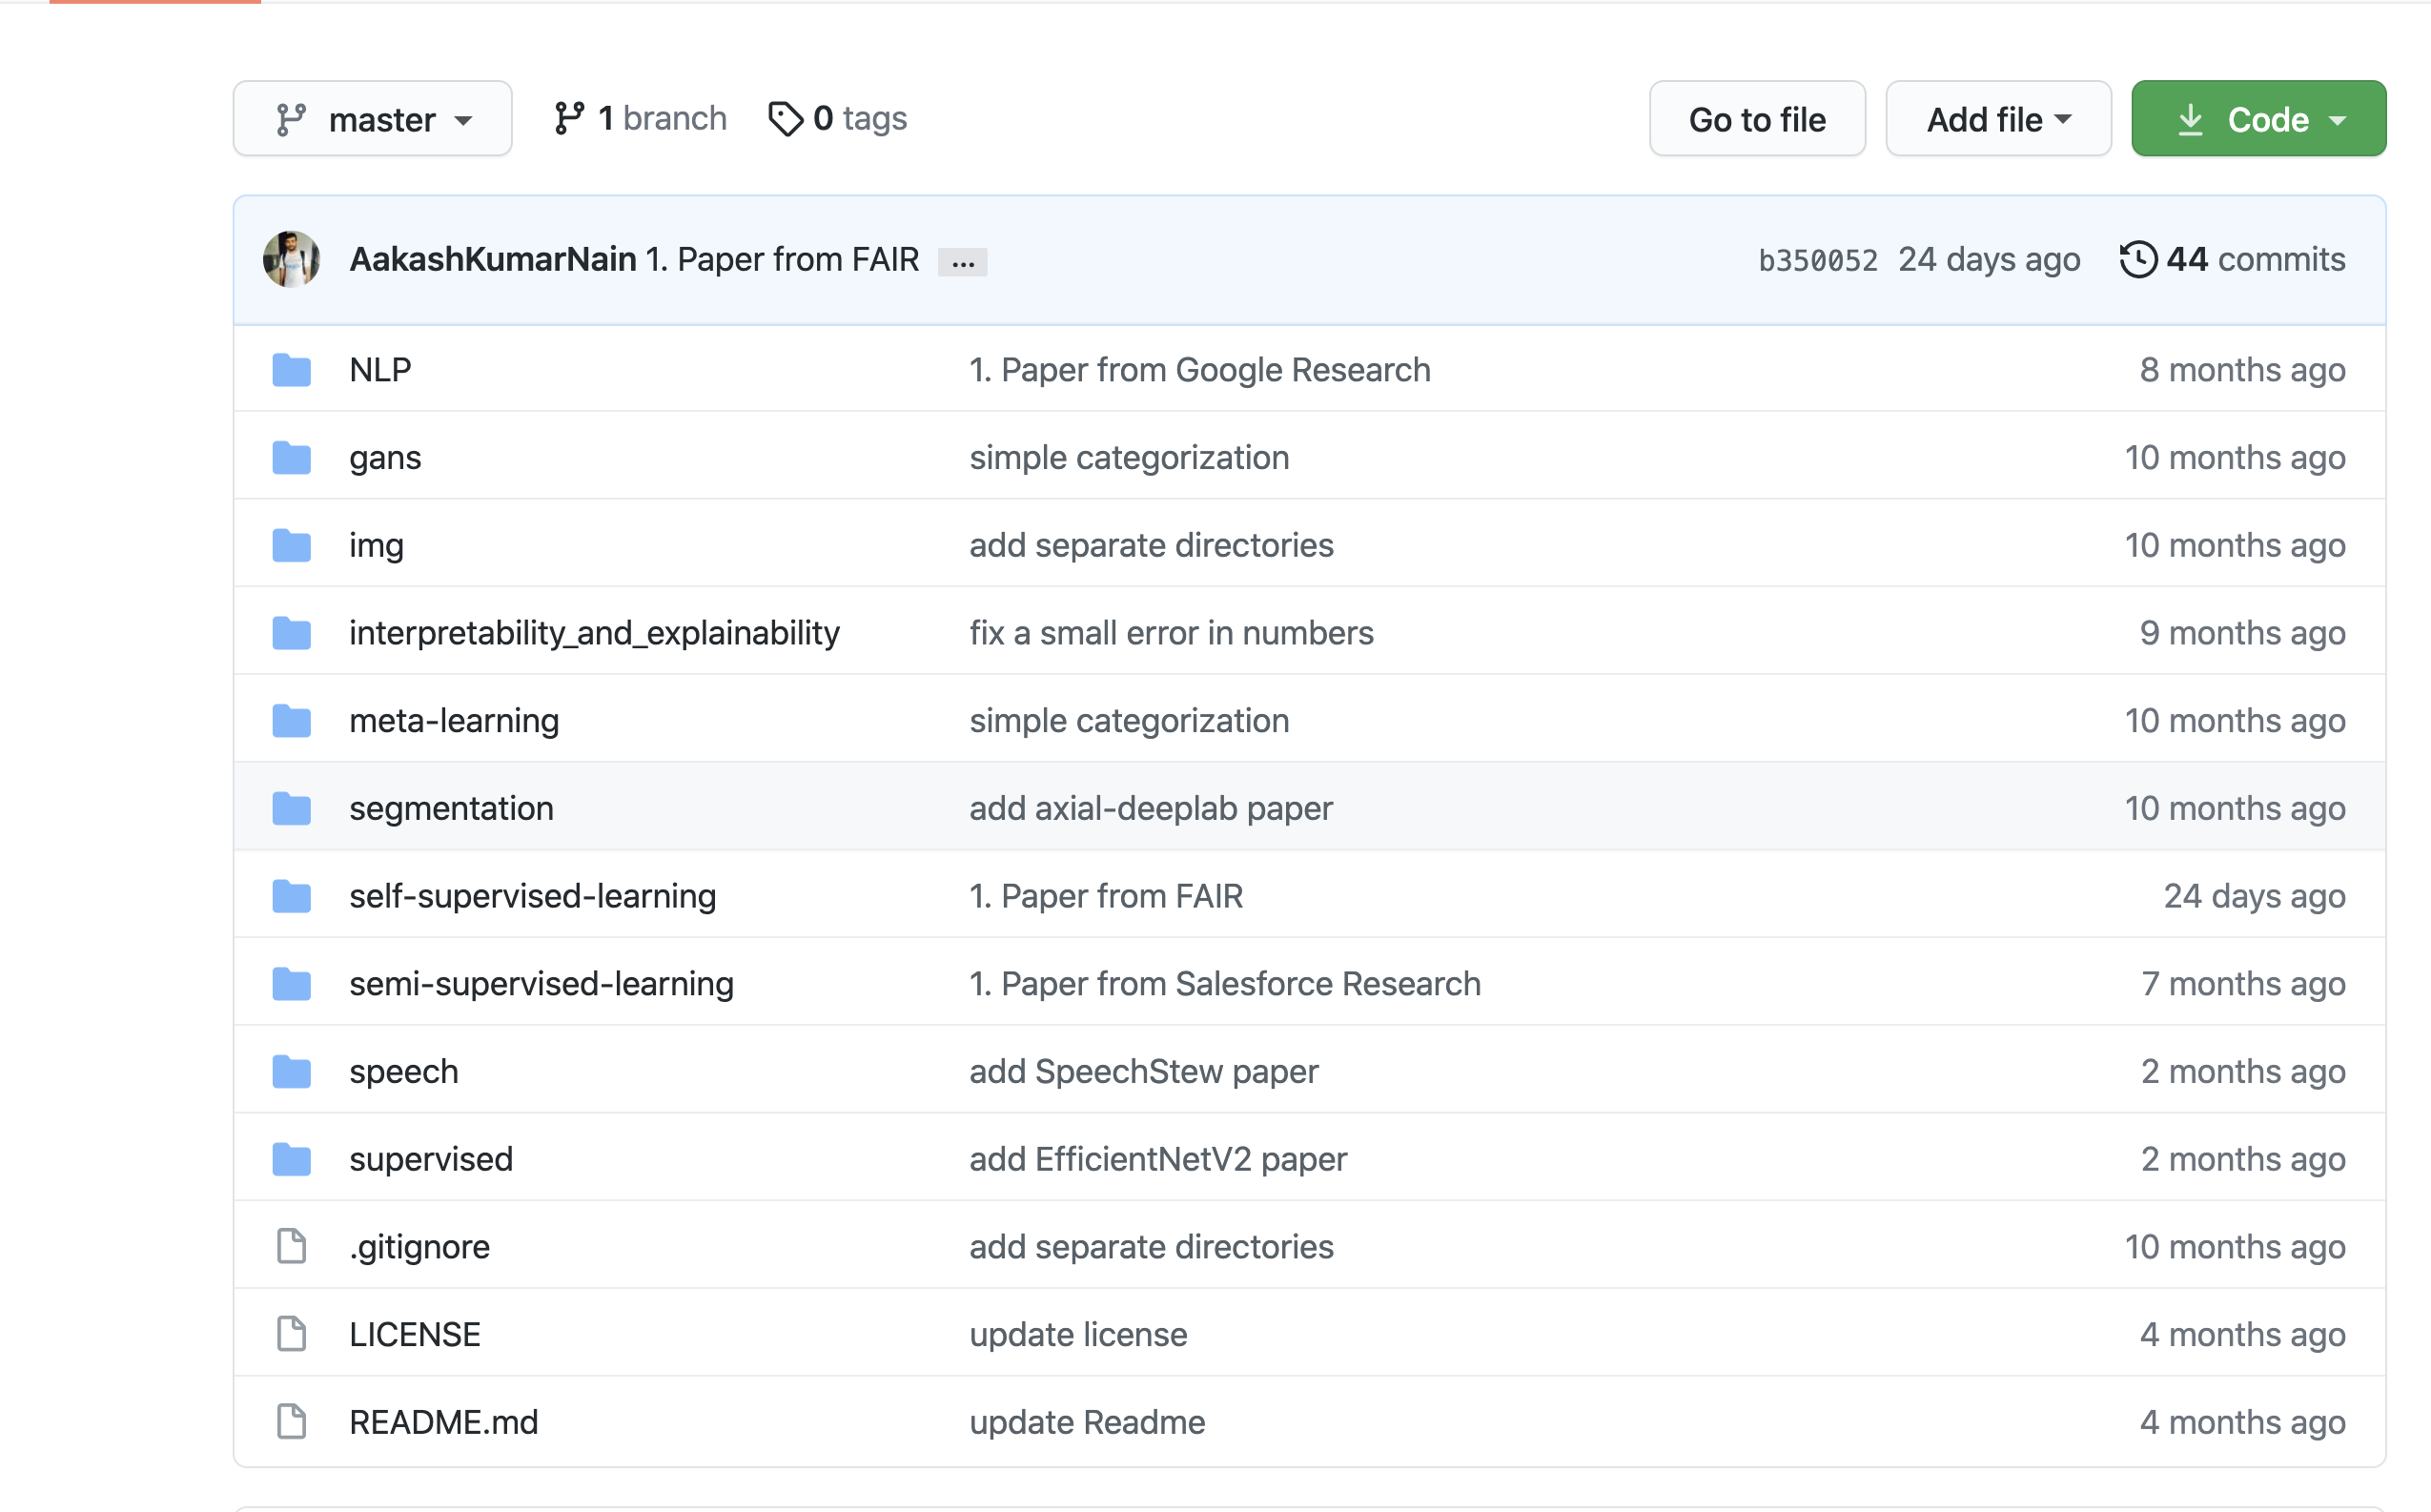 master 1 branch 0 tags Go to file Add file Code
AakashKumarNain 1. Paper from FAIR ... b350052 24 days ago 44 commits
NLP 1. Paper from Google Research 8 months ago
gans simple categorization 10 months ago
img add separate directories 10 months ago
interpretability_and_explainability fix a small error in numbers 9 months ago
meta-learning simple categorization 10 months ago
segmentation add axial-deeplab paper 10 months ago
self-supervised-learning 1. Paper from FAIR 24 days ago
semi-supervised-learning 1. Paper from Salesforce Research 7 months ago
speech add SpeechStew paper 2 months ago
supervised add EfficientNetV2 paper 2 months ago
.gitignore add separate directories 10 months ago
LICENSE update license 4 months ago
README.md update Readme 4 months ago